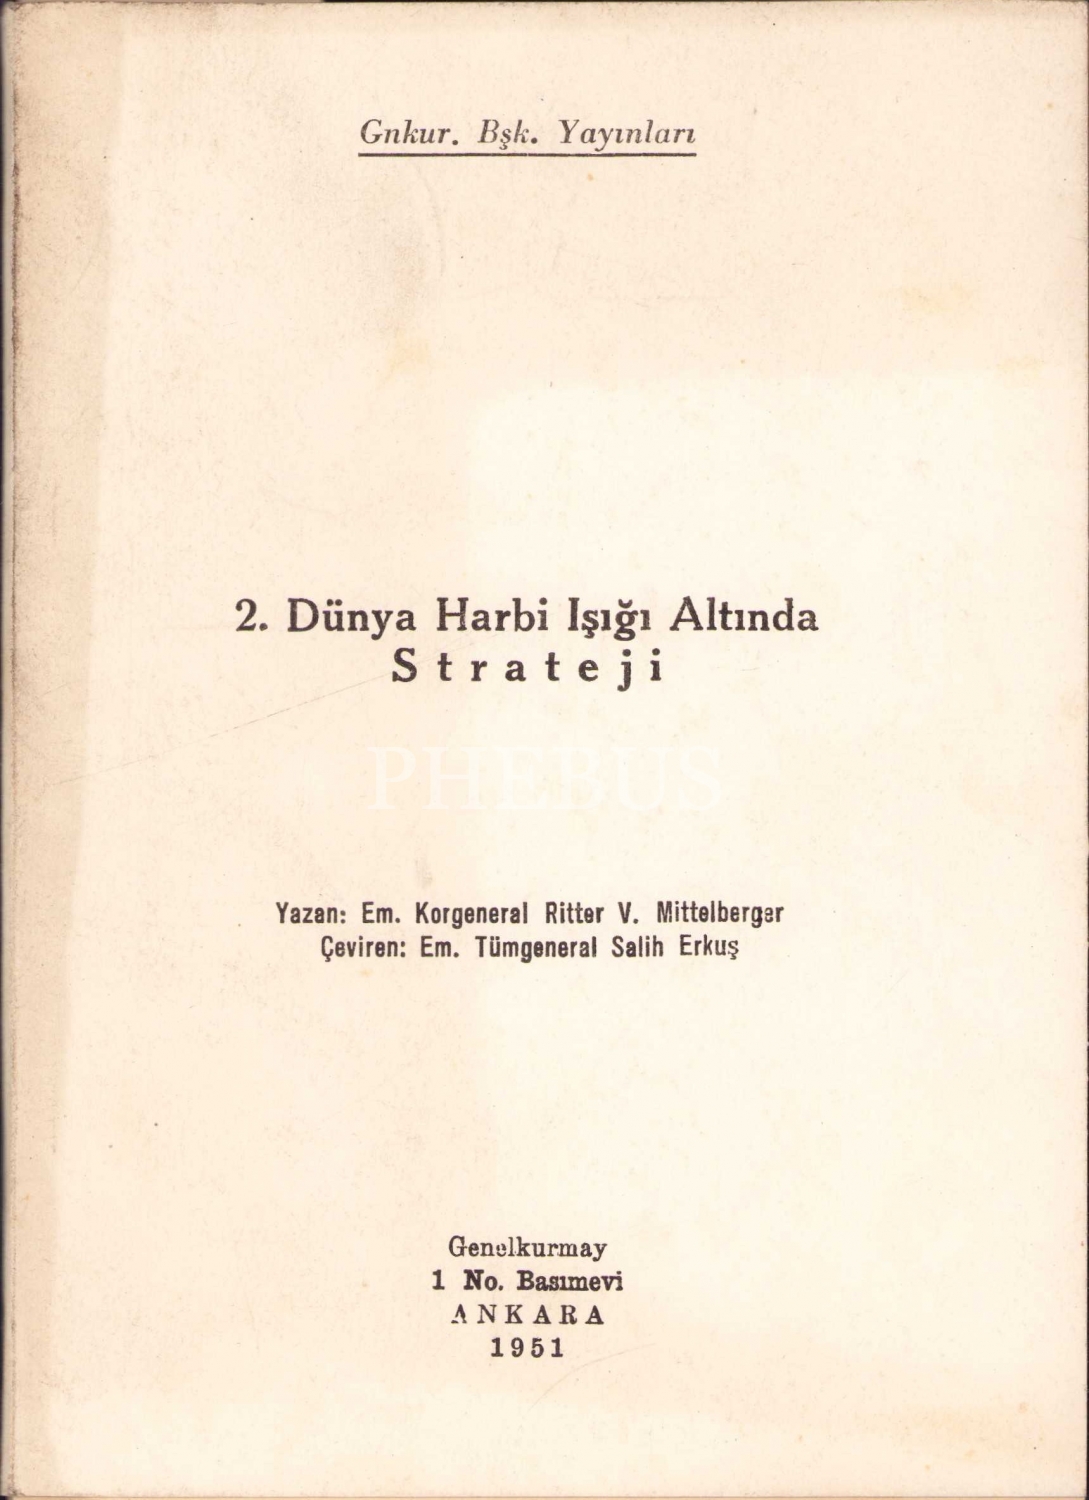 Gnkur. Bşk. Yayınları
2. Dünya Harbi Işığı Altında
Strateji
PHEBUS
Yazan: Em. Korgeneral Ritter V. Mittelberger
Çeviren: Em. Tümgeneral Salih Erkuş
Genelkurmay
1 No. Basımevi
ANKARA
1951